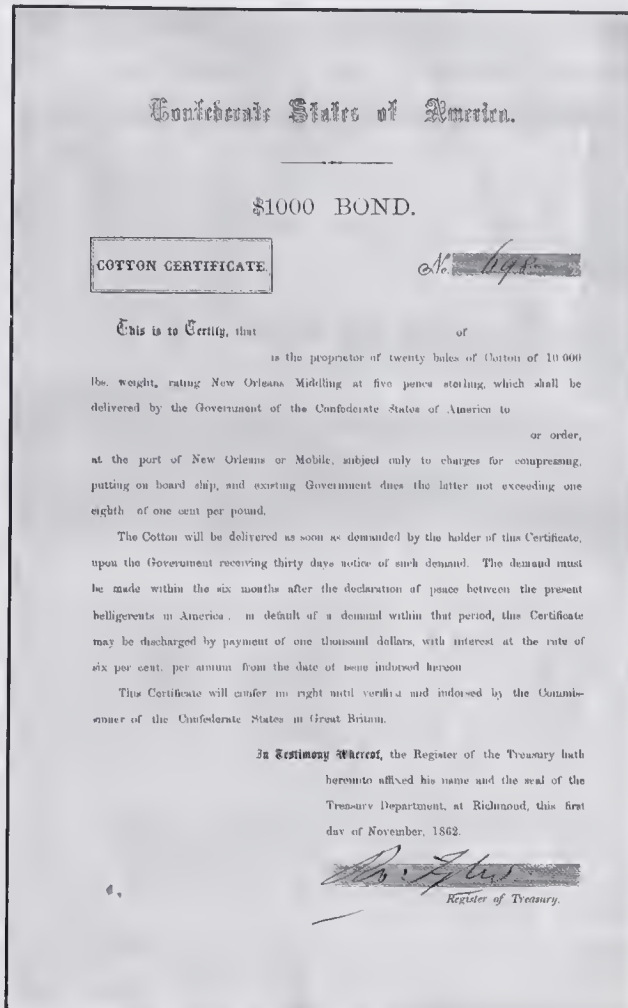 Confederate States of America.
$1000 BOND.
COTTON CERTIFICATE.
No. 698
This is to Certify, that of
is the proprietor of twenty bales of Cotton of 10 000
lbs. weight, rating New Orleans Middling at five pence sterling, which shall be
delivered by the Government of the Confederate States of America to
or order,
at the port of New Orleans or Mobile, subject only to charges for compressing,
putting on board ship, and existing Government dues the latter not exceeding one
eighth of one cent per pound.
The Cotton will be delivered as soon as demanded by the holder of this Certificate,
upon the Government receiving thirty days notice of such demand. The demand must
be made within the six months after the declaration of peace between the present
belligerents in America, in default of a demand within that period, this Certificate
may be discharged by payment of one thousand dollars, with interest at the rate of
six per cent. per annum from the date of issue indorsed hereon
This Certificate will confer no right until verified and indorsed by the Commis-
sioner of the Confederate States in Great Britain.
In Testimony Whereof, the Register of the Treasury hath
hereunto affixed his name and the seal of the
Treasury Department, at Richmond, this first
day of November, 1862.
Ro: Tyler
Register of Treasury.